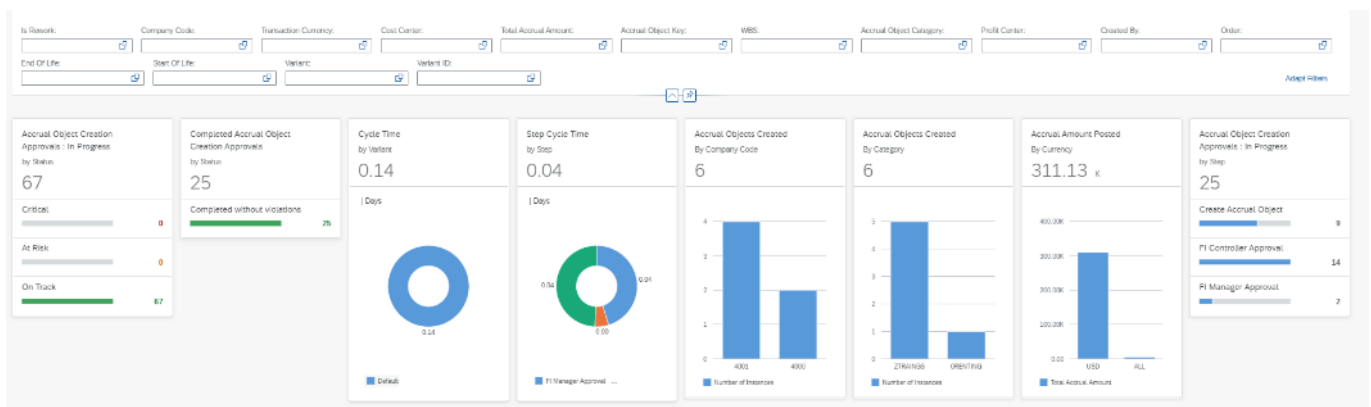 Is Rework:
Company Code:
Transaction Currency:
Cost Center:
Total Accrual Amount:
Accrual Object Key:
WBS:
Accrual Object Category:
Profit Center:
Created By:
Order:
End Of Life:
Start Of Life:
Variant:
Variant ID:
Adapt Filters
Accrual Object Creation
Approvals : In Progress
by Status
67
Critical
0
At Risk
0
On Track
67
Completed Accrual Object
Creation Approvals
by Status
25
Completed without violations
25
Cycle Time
by Variant
0.14
| Days
0.14
Default
Step Cycle Time
by Step
0.04
| Days
0.04
0.04
0.00
FI Manager Approval ...
Accrual Objects Created
By Company Code
6
4
3
2
1
0
4001
4000
Number of Instances
Accrual Objects Created
By Category
6
5
4
3
2
1
0
ZTRAINGS
ORENTING
Number of Instances
Accrual Amount Posted
By Currency
311.13 K
400.00K
300.00K
200.00K
100.00K
0.00
USD
ALL
Total Accrual Amount
Accrual Object Creation
Approvals : In Progress
by Step
25
Create Accrual Object
9
FI Controller Approval
14
FI Manager Approval
2